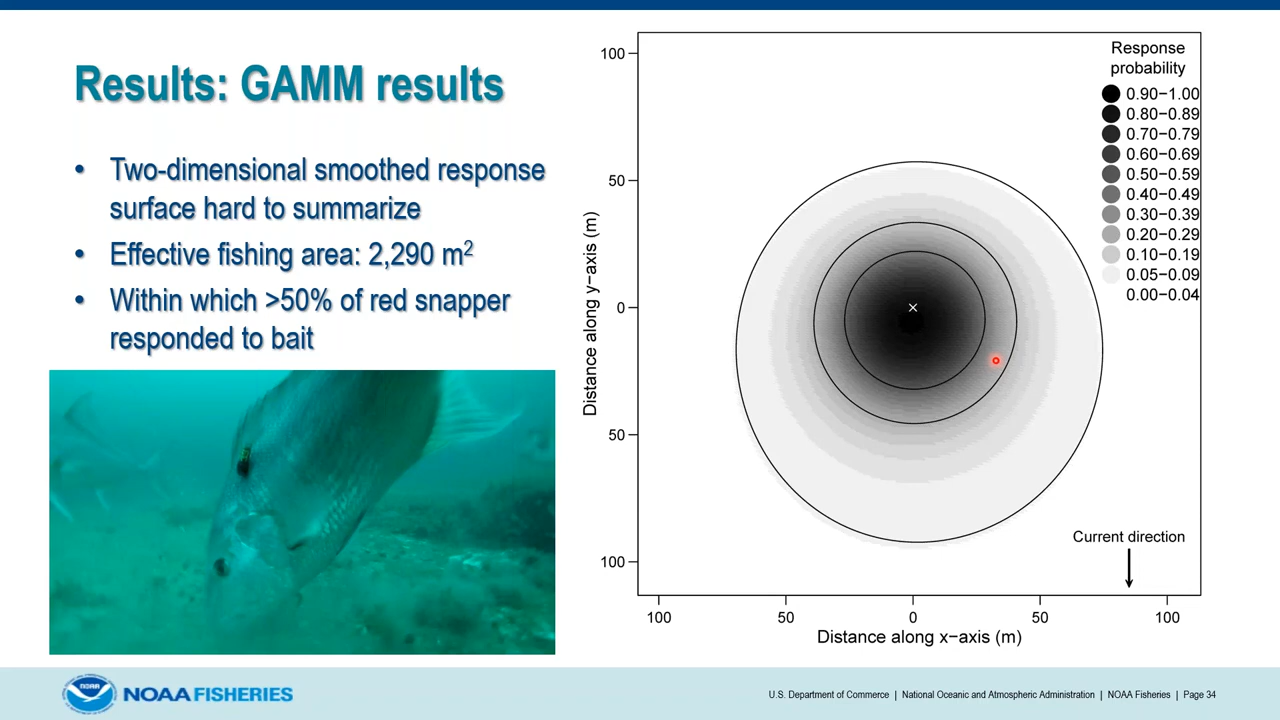 Results: GAMM results
• Two-dimensional smoothed response
surface hard to summarize
• Effective fishing area: 2,290 m²
• Within which >50% of red snapper
responded to bait
Response
probability
0.90−1.00
0.80−0.89
0.70−0.79
0.60−0.69
0.50−0.59
0.40−0.49
0.30−0.39
0.20−0.29
0.10−0.19
0.05−0.09
0.00−0.04
100
50
0
50
100
Distance along y−axis (m)
Current direction
100
50
0
50
100
Distance along x−axis (m)
NOAA
NOAA FISHERIES
U.S. Department of Commerce | National Oceanic and Atmospheric Administration | NOAA Fisheries | Page 34